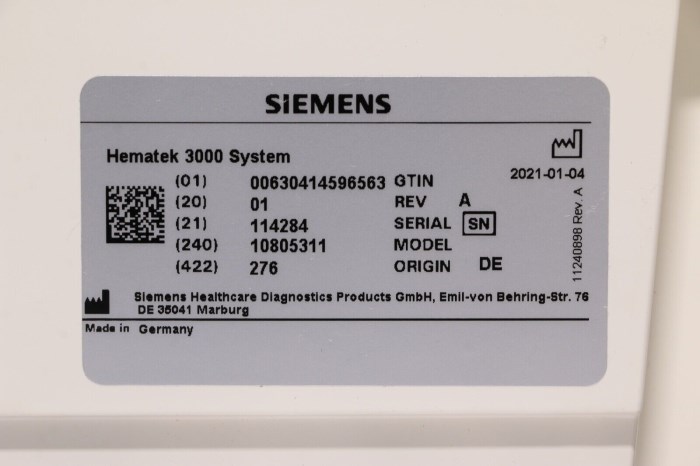 SIEMENS
Hematek 3000 System
2021-01-04
(01) 00630414596563 GTIN
(20) 01 REV A
(21) 114284 SERIAL SN
(240) 10805311 MODEL
(422) 276 ORIGIN DE
11240898 Rev. A
Siemens Healthcare Diagnostics Products GmbH, Emil-von Behring-Str. 76
DE 35041 Marburg
Made in Germany